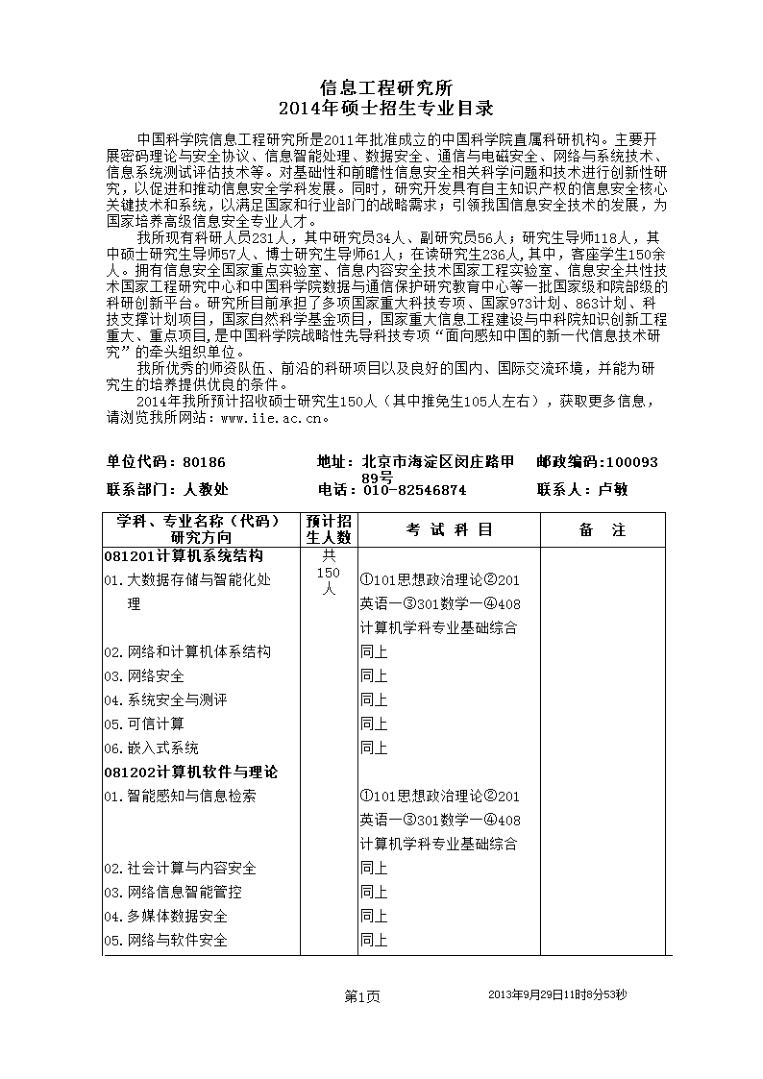 信息工程研究所
2014年硕士招生专业目录
中国科学院信息工程研究所是2011年批准成立的中国科学院直属科研机构。主要开
展密码理论与安全协议、信息智能处理、数据安全、通信与电磁安全、网络与系统技术、
信息系统测试评估技术等。对基础性和前瞻性信息安全相关科学问题和技术进行创新性研
究，以促进和推动信息安全学科发展。同时，研究开发具有自主知识产权的信息安全核心
关键技术和系统，以满足国家和行业部门的战略需求；引领我国信息安全技术的发展，为
国家培养高级信息安全专业人才。
我所现有科研人员231人，其中研究员34人、副研究员56人；研究生导师118人，其
中硕士研究生导师57人、博士研究生导师61人；在读研究生236人,其中，客座学生150余
人。拥有信息安全国家重点实验室、信息内容安全技术国家工程实验室、信息安全共性技
术国家工程研究中心和中国科学院数据与通信保护研究教育中心等一批国家级和院部级的
科研创新平台。研究所目前承担了多项国家重大科技专项、国家973计划、863计划、科
技支撑计划项目，国家自然科学基金项目，国家重大信息工程建设与中科院知识创新工程
重大、重点项目,是中国科学院战略性先导科技专项“面向感知中国的新一代信息技术研
究”的牵头组织单位。
我所优秀的师资队伍、前沿的科研项目以及良好的国内、国际交流环境，并能为研
究生的培养提供优良的条件。
2014年我所预计招收硕士研究生150人（其中推免生105人左右），获取更多信息，
请浏览我所网站：www.iie.ac.cn。
单位代码：80186 地址：北京市海淀区闵庄路甲 邮政编码:100093
89号
联系部门：人教处 电话：010-82546874 联系人：卢敏
学科、专业名称（代码） 预计招 考 试 科 目 备 注
研究方向 生人数
081201计算机系统结构 共
150
人
01.大数据存储与智能化处 ①101思想政治理论②201
理 英语一③301数学一④408
计算机学科专业基础综合
02.网络和计算机体系结构 同上
03.网络安全 同上
04.系统安全与测评 同上
05.可信计算 同上
06.嵌入式系统 同上
081202计算机软件与理论
01.智能感知与信息检索 ①101思想政治理论②201
英语一③301数学一④408
计算机学科专业基础综合
02.社会计算与内容安全 同上
03.网络信息智能管控 同上
04.多媒体数据安全 同上
05.网络与软件安全 同上
第1页 2013年9月29日11时8分53秒